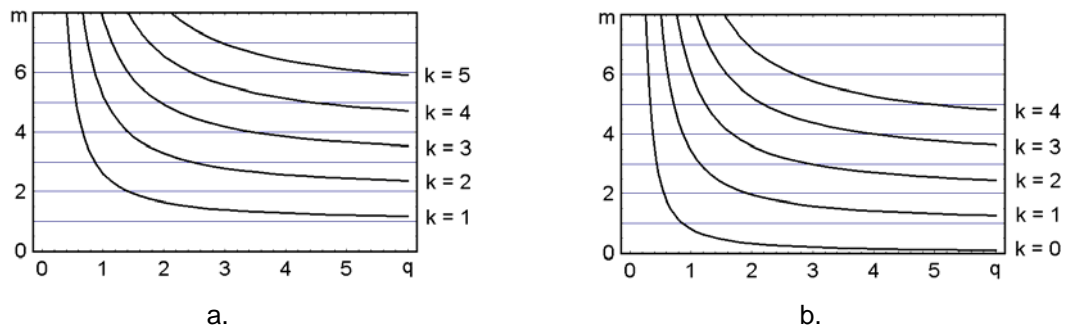 m
6
4
2
0
0 1 2 3 4 5 q
k = 5
k = 4
k = 3
k = 2
k = 1
a.
m
6
4
2
0
0 1 2 3 4 5 q
k = 4
k = 3
k = 2
k = 1
k = 0
b.